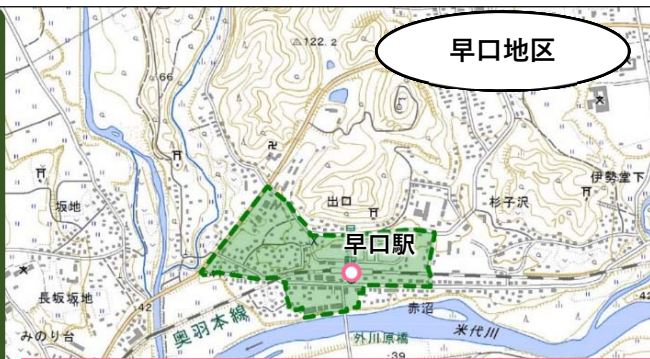 早口地区
122.2
66
坂地
出口
杉子沢
伊勢堂下
早口駅
長坂坂地
42
奥羽本線
赤沼
米代川
みのり台
外川原橋
39
42